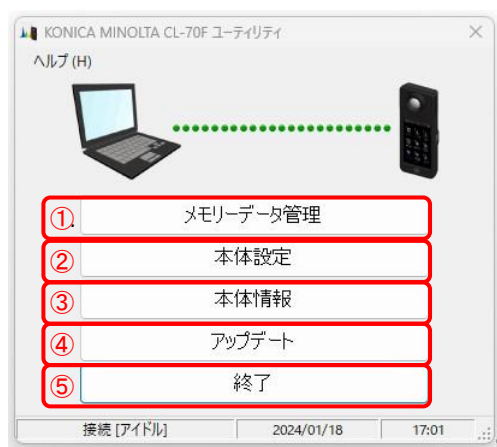 KONICA MINOLTA CL-70F ユーティリティ
ヘルプ (H)
① メモリーデータ管理
② 本体設定
③ 本体情報
④ アップデート
⑤ 終了
接続 [アイドル] 2024/01/18 17:01